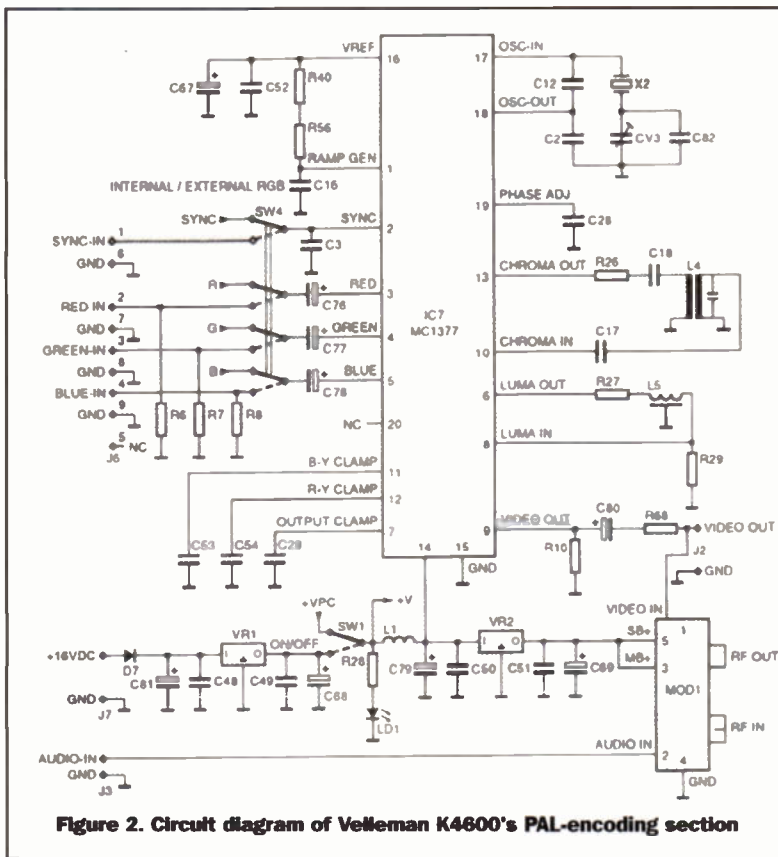 VREF
16
17
OSC-IN
C67
C52
R40
C12
X2
18
OSC-OUT
R56
C2
CV3
C82
RAMP GEN
1
INTERNAL / EXTERNAL RGB
C16
19
PHASE ADJ
SYNC
SW4
SYNC
2
C3
C28
SYNC-IN
1
GND
6
13
CHROMA OUT
R26
C18
L4
R
RED
3
C76
RED IN
2
IC7
MC1377
GND
7
G
GREEN
4
C77
GREEN-IN
3
10
CHROMA IN
C17
GND
8
B
BLUE
5
C78
BLUE-IN
4
6
LUMA OUT
R27
L5
GND
9
R6
R7
R8
5
NC
J6
NC
20
8
LUMA IN
R29
B-Y CLAMP
11
R-Y CLAMP
12
OUTPUT CLAMP
7
9
VIDEO OUT
C80
R68
VIDEO OUT
J2
R10
C53
C54
C29
14
15
GND
GND
+VPC
+V
VIDEO IN
SW1
L1
VR2
SB+
5
1
MB+
3
RF OUT
+16VDC
VR1
ON/OFF
I
O
I
O
R28
D7
C81
C48
C49
C68
C79
C50
C51
C69
MOD1
GND
J7
LD1
RF IN
AUDIO-IN
AUDIO IN
2
4
GND
J3
GND
Figure 2. Circuit diagram of Velleman K4600's PAL-encoding section